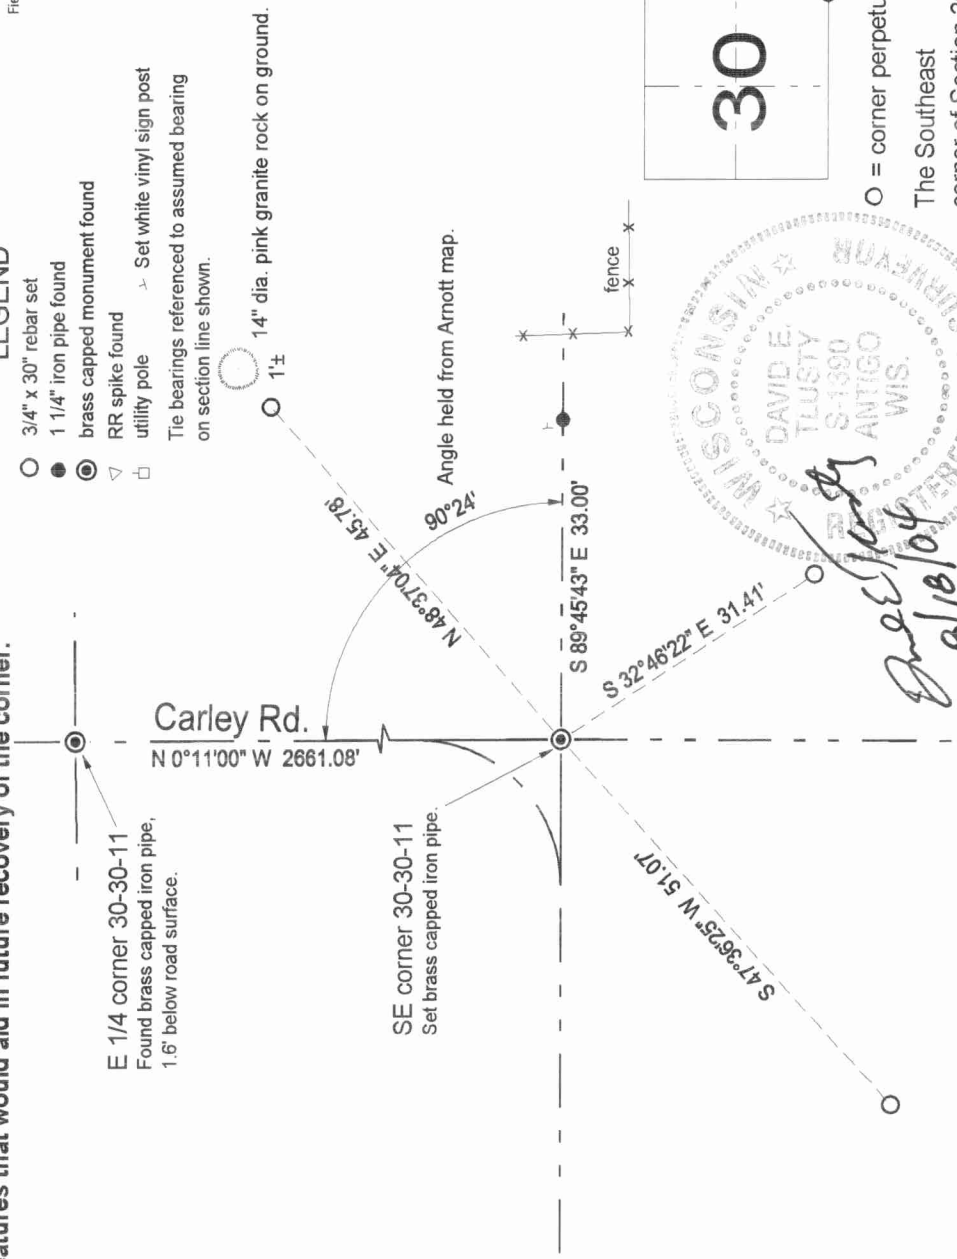 atures that would aid in future recovery of the corner.
LEGEND
3/4" x 30" rebar set
1 1/4" iron pipe found
brass capped monument found
RR spike found
utility pole
Set white vinyl sign post
Tie bearings referenced to assumed bearing
on section line shown.
14" dia. pink granite rock on ground.
1'±
N 48°37'04" E 45.78'
Angle held from Arnott map.
90°24'
Carley Rd.
N 0°11'00" W 2661.08'
E 1/4 corner 30-30-11
Found brass capped iron pipe,
1.6' below road surface.
SE corner 30-30-11
Set brass capped iron pipe.
S 89°45'43" E 33.00'
S 32°46'22" E 31.41'
S 47°36'25" W 51.07'
fence
30
WISCONSIN
DAVID E.
TLUSTY
S-1390
ANTIGO
WIS.
= corner perpetu
The Southeast
corner of Section